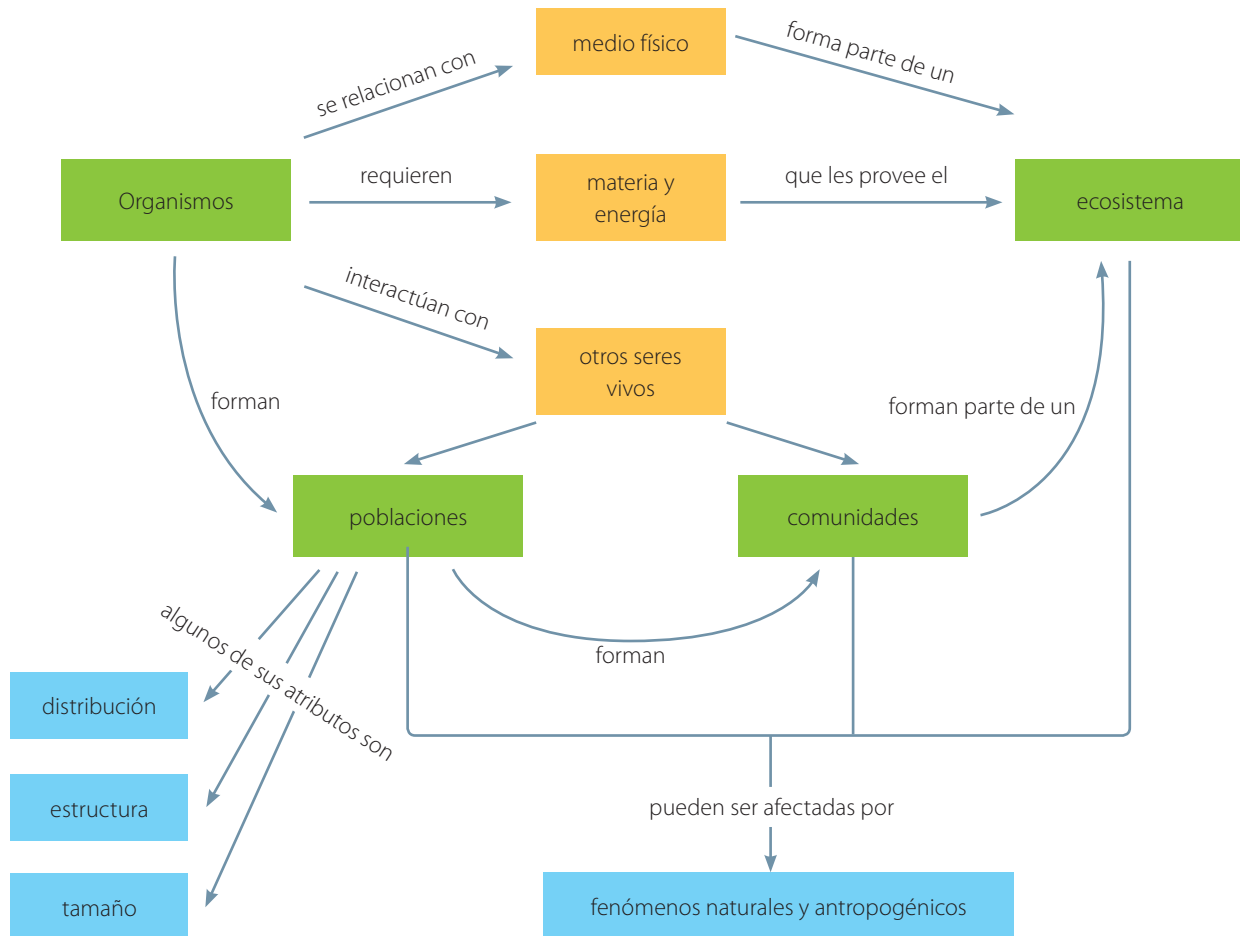 medio físico
forma parte de un
se relacionan con
Organismos
requieren
materia y
energía
que les provee el
ecosistema
interactúan con
otros seres
vivos
forman
forman parte de un
poblaciones
comunidades
algunos de sus atributos son
forman
distribución
estructura
pueden ser afectadas por
tamaño
fenómenos naturales y antropogénicos